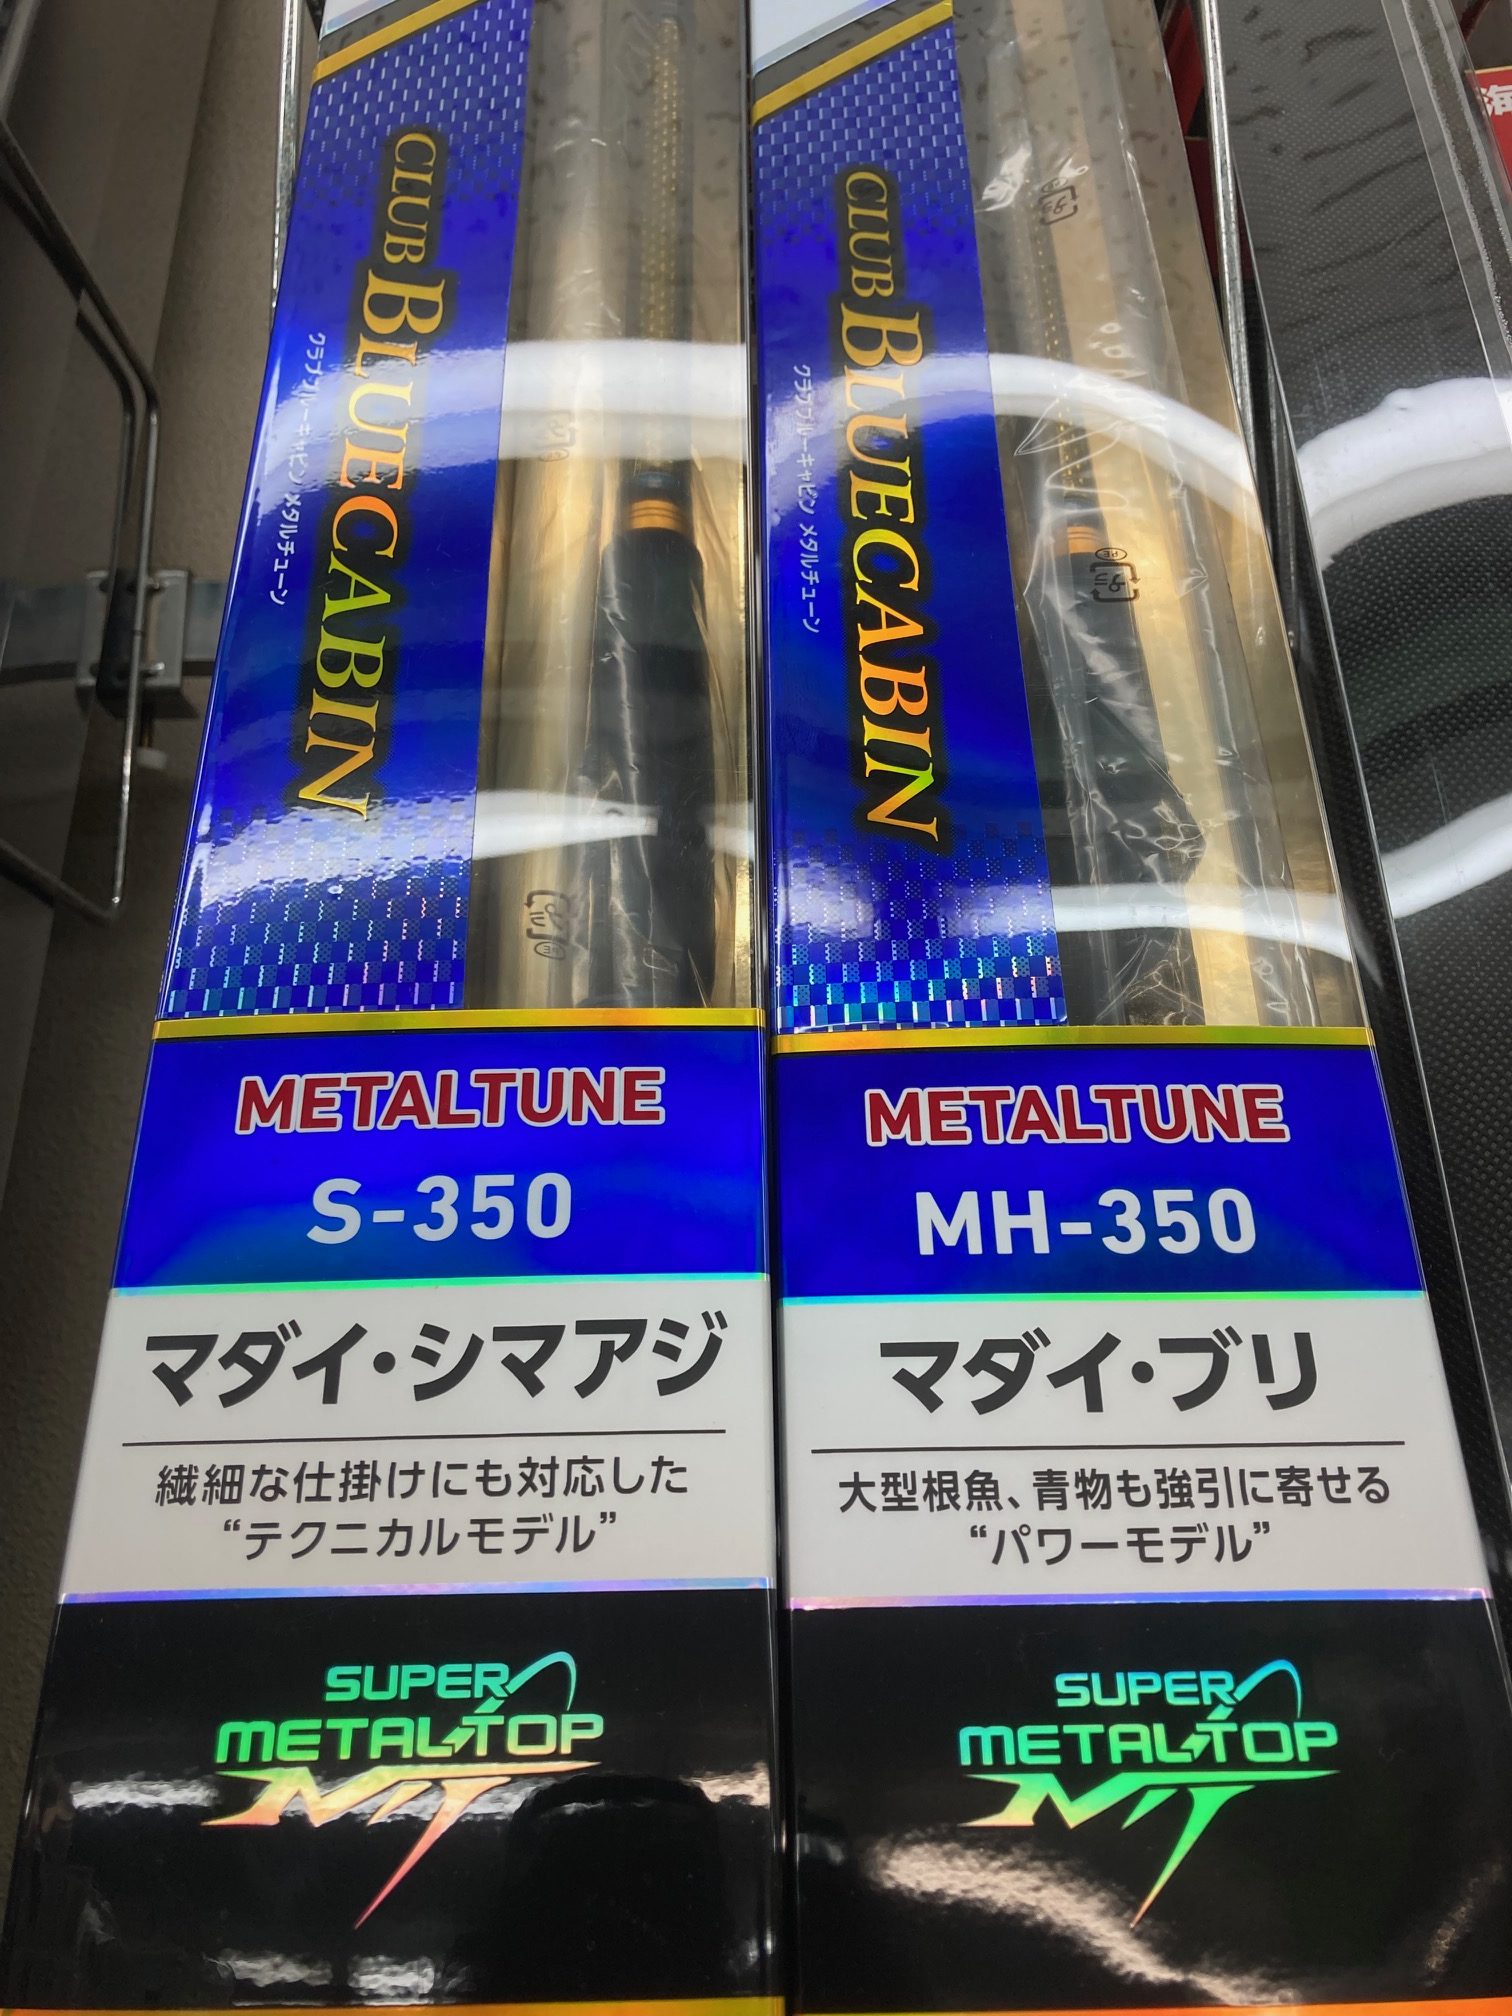 CLUB BLUECABIN
クラブブルーキャビン メタルチューン
METALTUNE
S-350
マダイ・シマアジ
繊細な仕掛けにも対応した
“テクニカルモデル”
SUPER
METALTOP
MT
CLUB BLUECABIN
クラブブルーキャビン メタルチューン
METALTUNE
MH-350
マダイ・ブリ
大型根魚、青物も強引に寄せる
“パワーモデル”
SUPER
METALTOP
MT
海